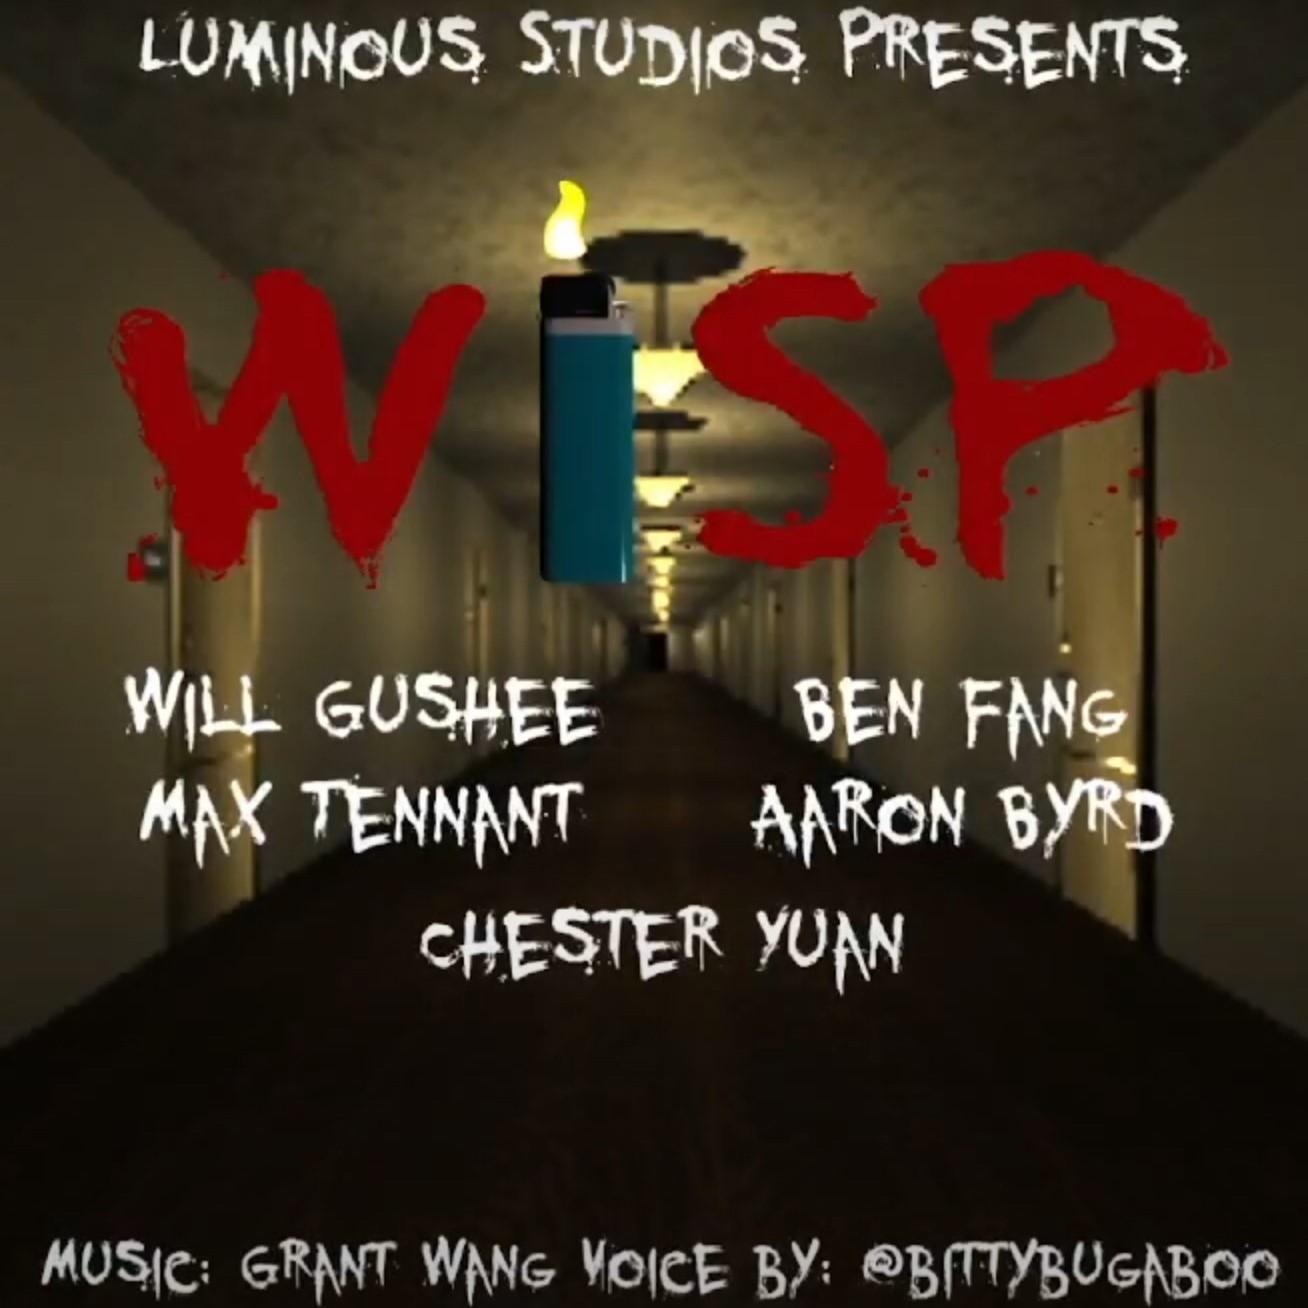 LUMINOUS STUDIOS PRESENTS
WISP
WILL GUSHEE BEN FANG
MAX TENNANT AARON BYRD
CHESTER YUAN
MUSIC: GRANT WANG VOICE BY: @BITTYBUGABOO